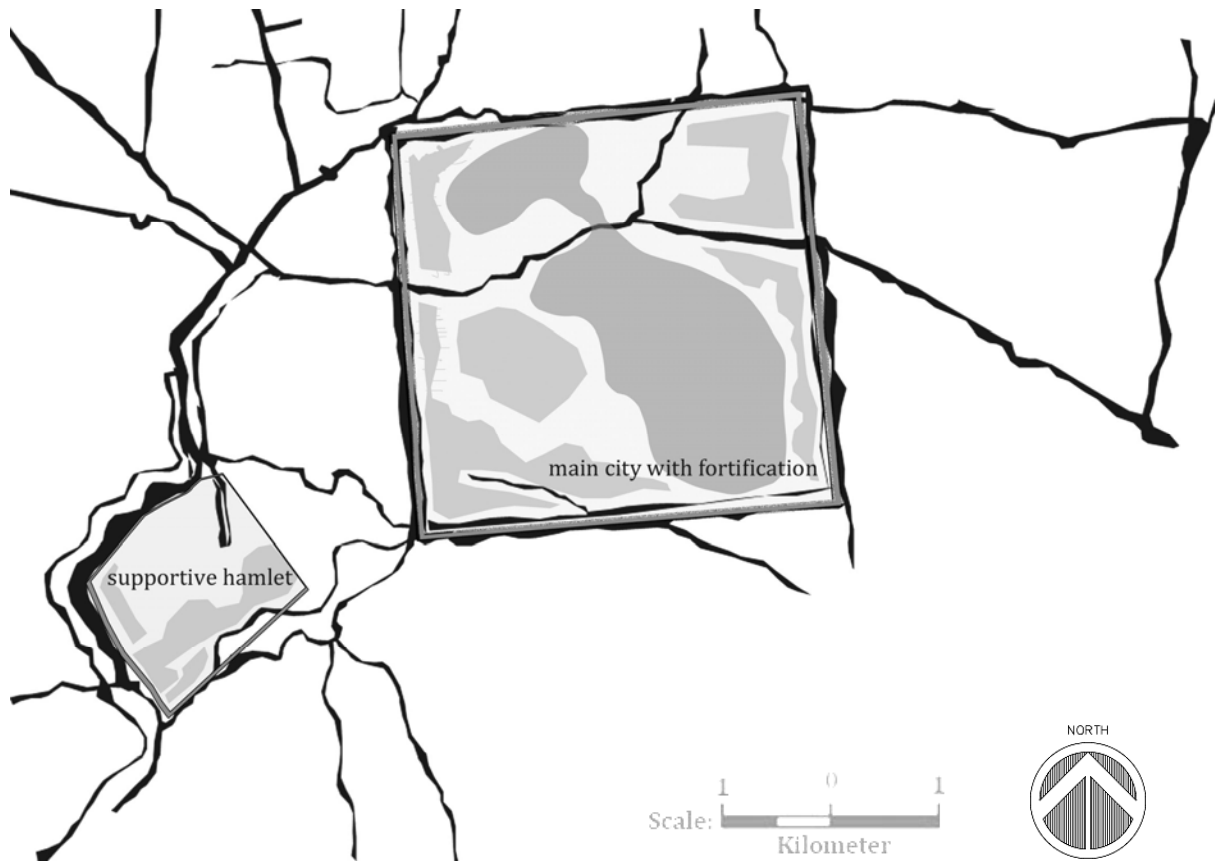 main city with fortification
supportive hamlet
NORTH
1 0 1
Scale:
Kilometer